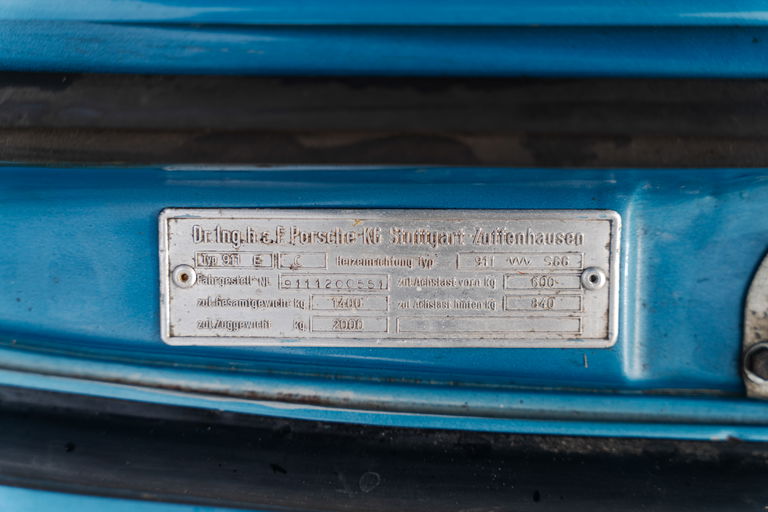 Dr. Ing. h.c. F. Porsche KG Stuttgart-Zuffenhausen
Typ 911 E C Heizeinrichtung Typ 911 S66
Fahrgestell-Nr. 9111200551 zul. Achslast vorn kg 600
zul. Gesamtgewicht kg 1400 zul. Achslast hinten kg 840
zul. Zuggewicht kg. 2000